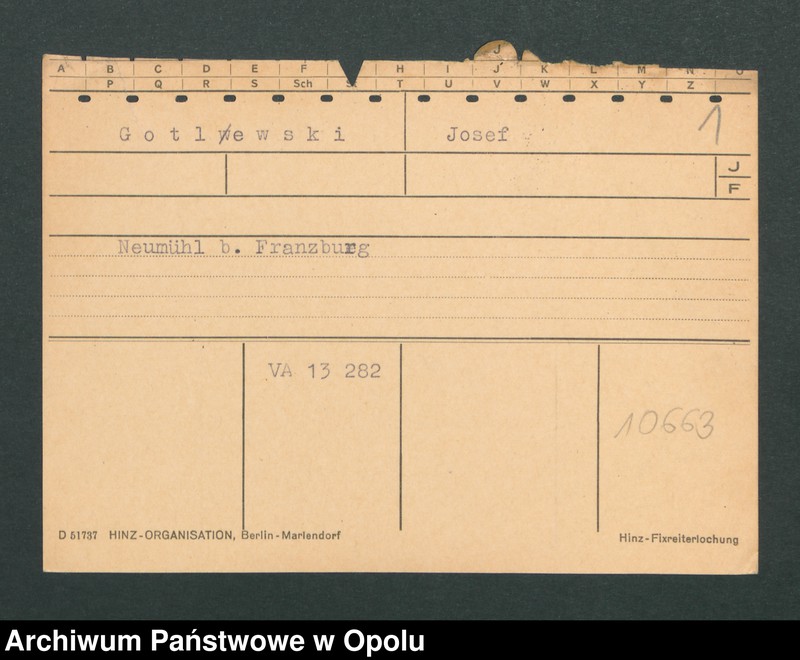 J
A B C D E F H I J K L M N O
P Q R S Sch St T U V W X Y Z
Gotlewski Josef 1
J
F
Neumühl b. Franzburg
VA 13 282
10663
D 51737 HINZ-ORGANISATION, Berlin-Mariendorf Hinz-Fixreiterlochung
Archiwum Państwowe w Opolu